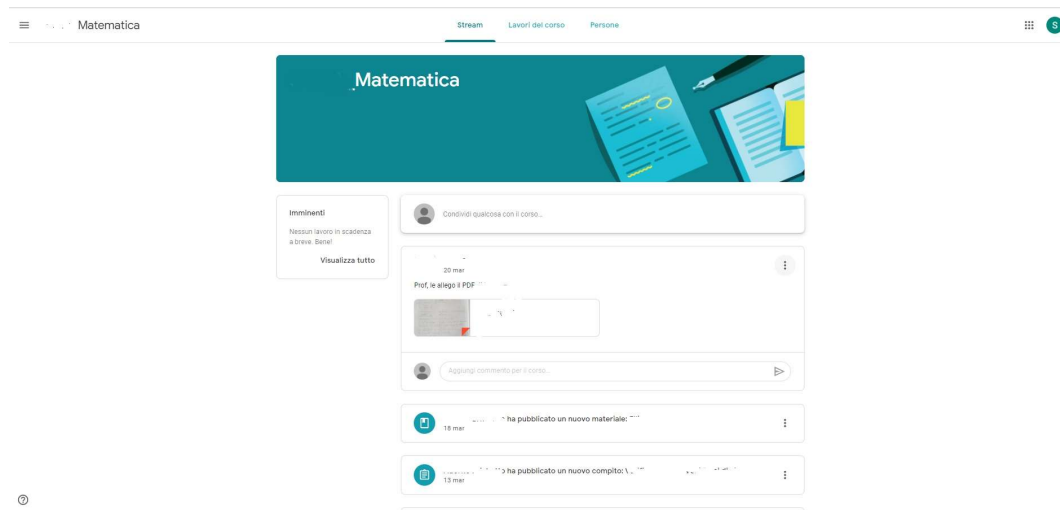 Matematica
Stream
Lavori del corso
Persone
S
Matematica
Imminenti
Nessun lavoro in scadenza
a breve. Bene!
Visualizza tutto
Condividi qualcosa con il corso...
20 mar
Prof, le allego il PDF
Aggiungi commento per il corso...
ha pubblicato un nuovo materiale:
18 mar
ha pubblicato un nuovo compito:
13 mar